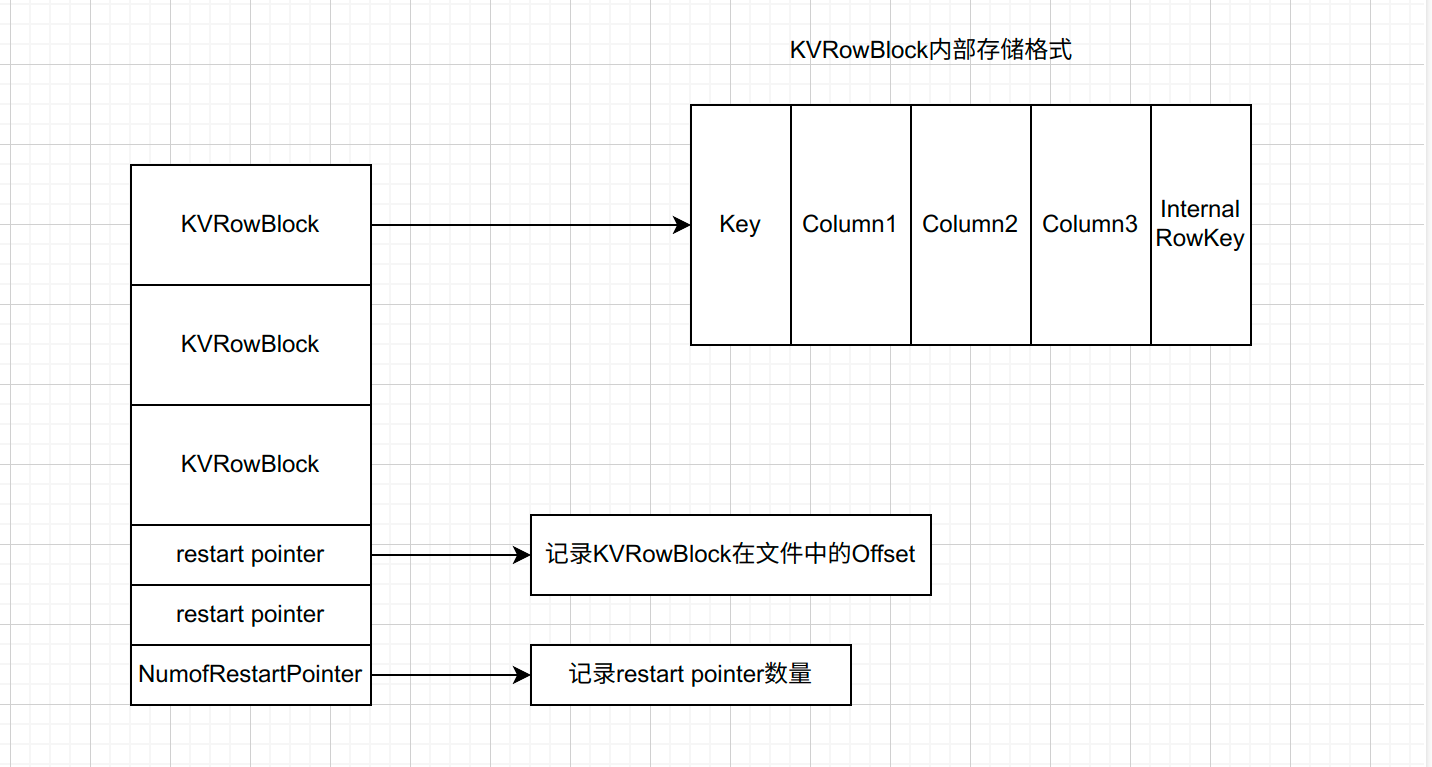 KVRowBlock内部存储格式
KVRowBlock
Key
Column1
Column2
Column3
Internal
RowKey
KVRowBlock
KVRowBlock
restart pointer
记录KVRowBlock在文件中的Offset
restart pointer
NumofRestartPointer
记录restart pointer数量